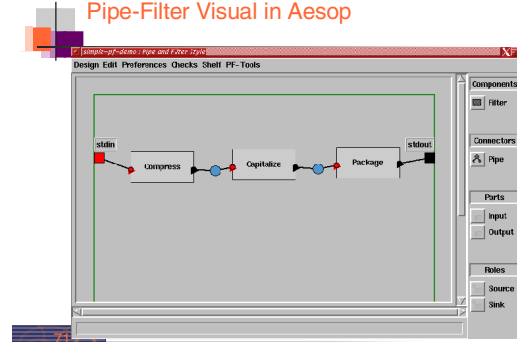 Pipe-Filter Visual in Aesop
simple-pf-demo : Pipe and Filter Style
Design Edit Preferences Checks Shelf PF-Tools
Components
Filter
Connectors
Pipe
Parts
Input
Output
Roles
Source
Sink
stdin
stdout
Compress
Capitalize
Package